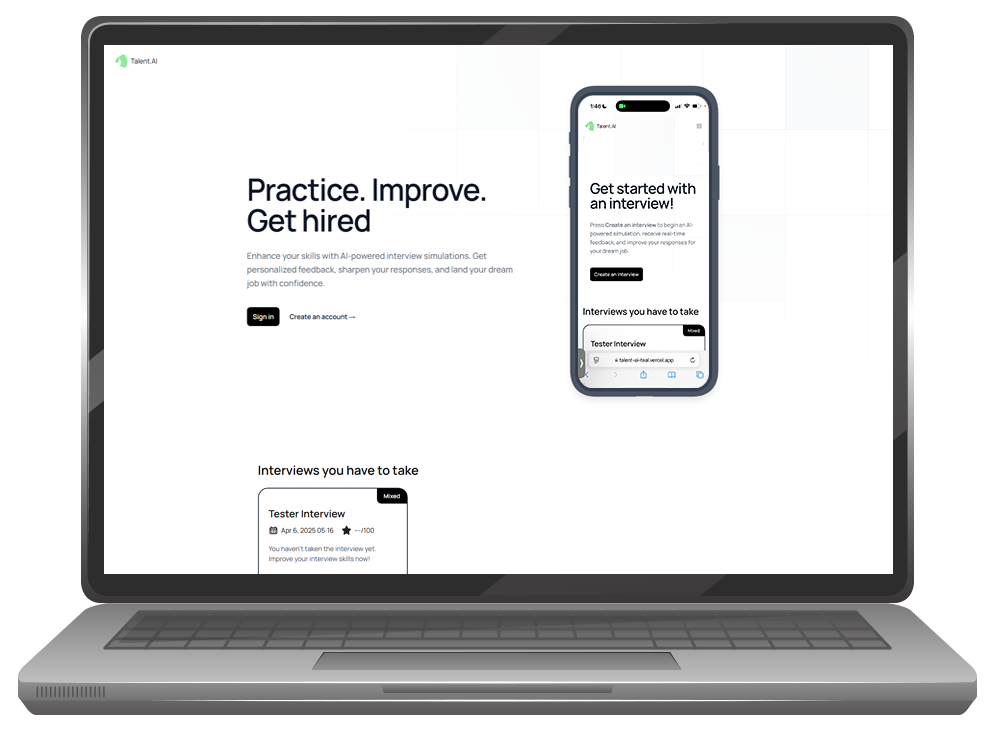 Talent.AI
Practice. Improve.
Get hired
Enhance your skills with AI-powered interview simulations. Get
personalized feedback, sharpen your responses, and land your dream
job with confidence.
Sign in
Create an account →
1:46
Talent.AI
Get started with
an interview!
Press Create an interview to begin an AI-
powered simulation, receive real-time
feedback, and improve your responses for
your dream job.
Create an interview
Interviews you have to take
Mixed
Tester Interview
talent-ai-teal.vercel.app
Interviews you have to take
Mixed
Tester Interview
Apr 6, 2025 05:16 --/100
You haven't taken the interview yet.
Improve your interview skills now!